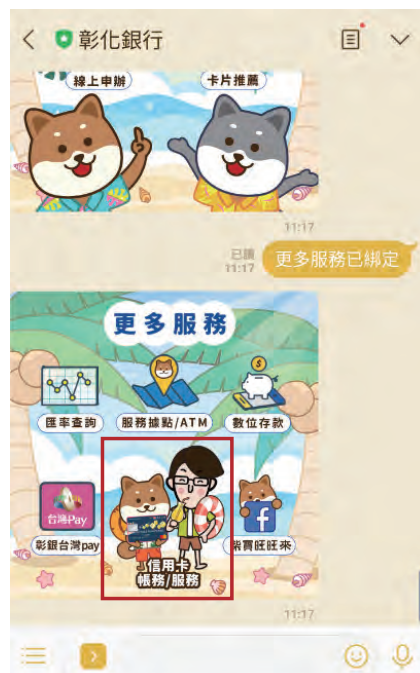 彰化銀行
線上申辦
卡片推薦
11:17
已讀
11:17
更多服務已綁定
更多服務
$
匯率查詢
服務據點/ATM
數位存款
台灣Pay
彰銀台灣pay
f
柴寶旺旺來
信用卡
帳務/服務
11:17